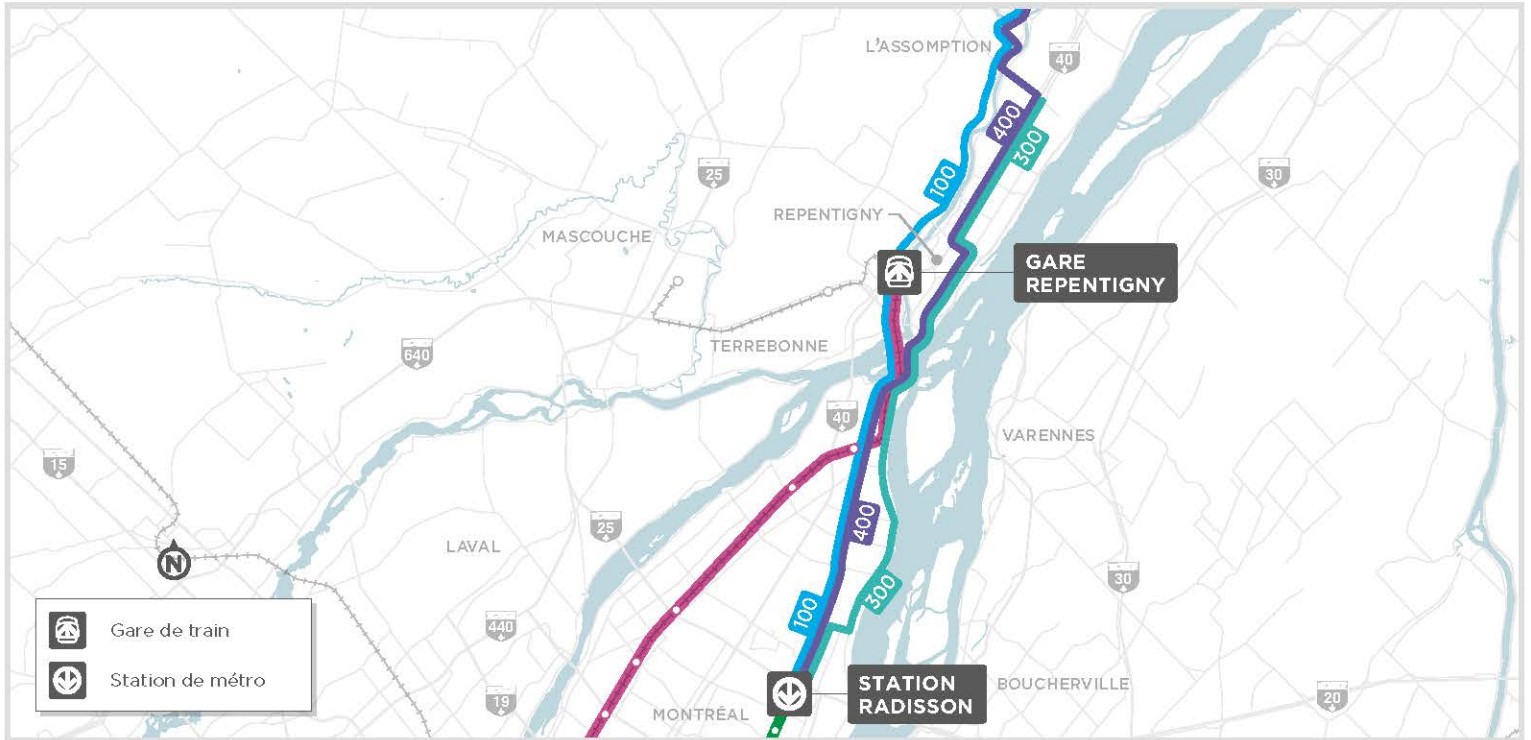 L'ASSOMPTION
40
400
300
100
25
30
REPENTIGNY
MASCOUCHE
GARE
REPENTIGNY
TERREBONNE
640
40
VARENNES
15
400
25
LAVAL
N
30
300
100
440
Gare de train
Station de métro
STATION
RADISSON
BOUCHERVILLE
19
MONTRÉAL
20